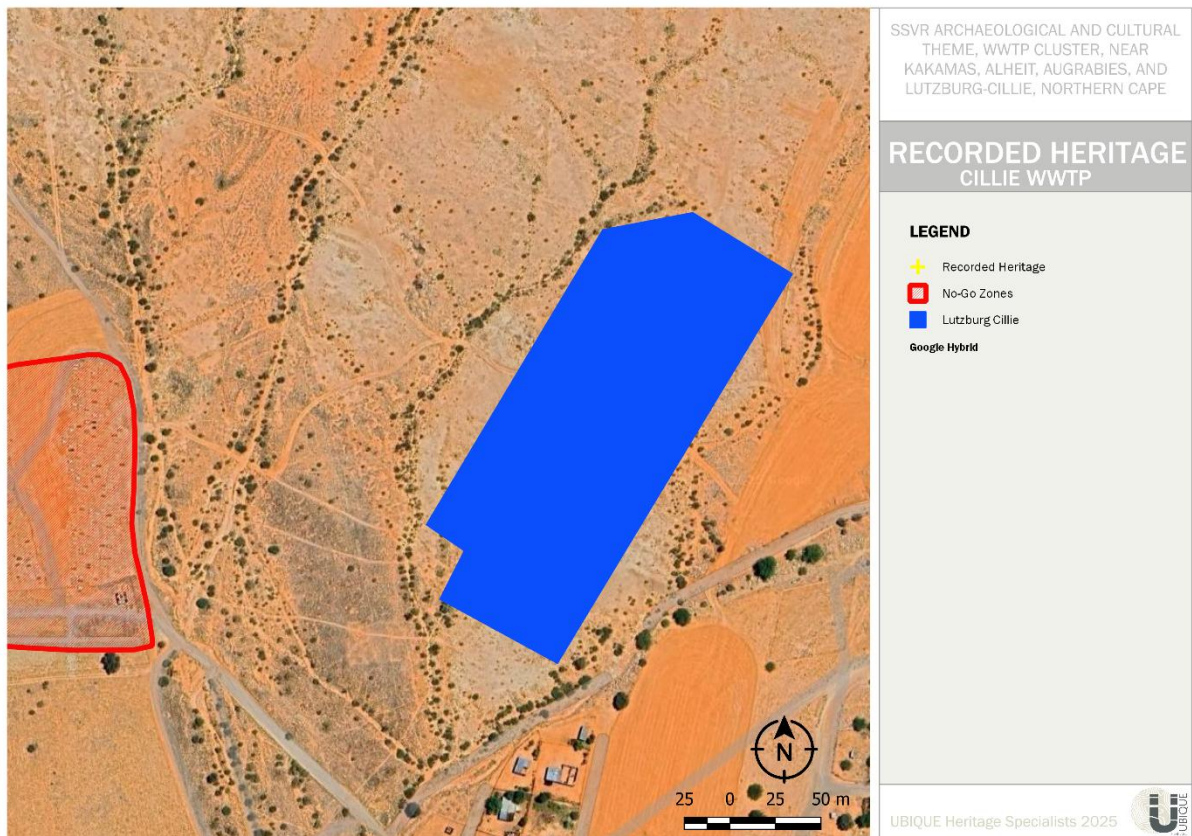 SSVR ARCHAEOLOGICAL AND CULTURAL
THEME, WWTP CLUSTER, NEAR
KAKAMAS, ALHEIT, AUGRABIES, AND
LUTZBURG-CILLIE, NORTHERN CAPE
RECORDED HERITAGE
CILLIE WWTP
LEGEND
Recorded Heritage
No-Go Zones
Lutzburg Cillie
Google Hybrid
N
25 0 25 50 m
UBIQUE Heritage Specialists 2025
UBIQUE